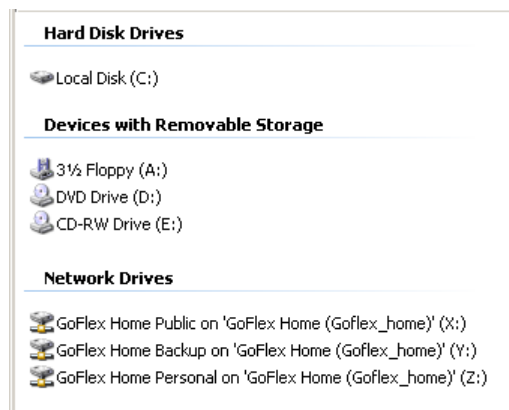 Hard Disk Drives
Local Disk (C:)
Devices with Removable Storage
3½ Floppy (A:)
DVD Drive (D:)
CD-RW Drive (E:)
Network Drives
GoFlex Home Public on 'GoFlex Home (Goflex_home)' (X:)
GoFlex Home Backup on 'GoFlex Home (Goflex_home)' (Y:)
GoFlex Home Personal on 'GoFlex Home (Goflex_home)' (Z:)